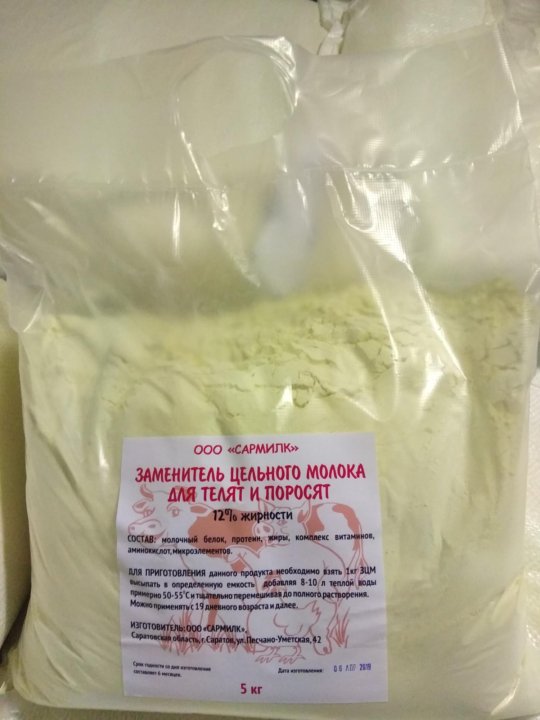 ООО «САРМИЛК»
ЗАМЕНИТЕЛЬ ЦЕЛЬНОГО МОЛОКА
ДЛЯ ТЕЛЯТ И ПОРОСЯТ
12% жирности
СОСТАВ: молочный белок, протеин, жиры, комплекс витаминов,
аминокислот,микроэлементов.
ДЛЯ ПРИГОТОВЛЕНИЯ данного продукта необходимо взять 1кг ЗЦМ
высыпать в определенную емкость добавляя 8-10 л теплой воды
примерно 50-55°С и тщательно перемешивая до полного растворения.
Можно применять с 19 дневного возраста и далее.
ИЗГОТОВИТЕЛЬ: ООО «САРМИЛК»,
Саратовская область, г.Саратов, ул.Песчано-Уметская, 42
Срок годности со дня изготовления
составляет 6 месяцев.
Дата изготовления: 2019
5 кг